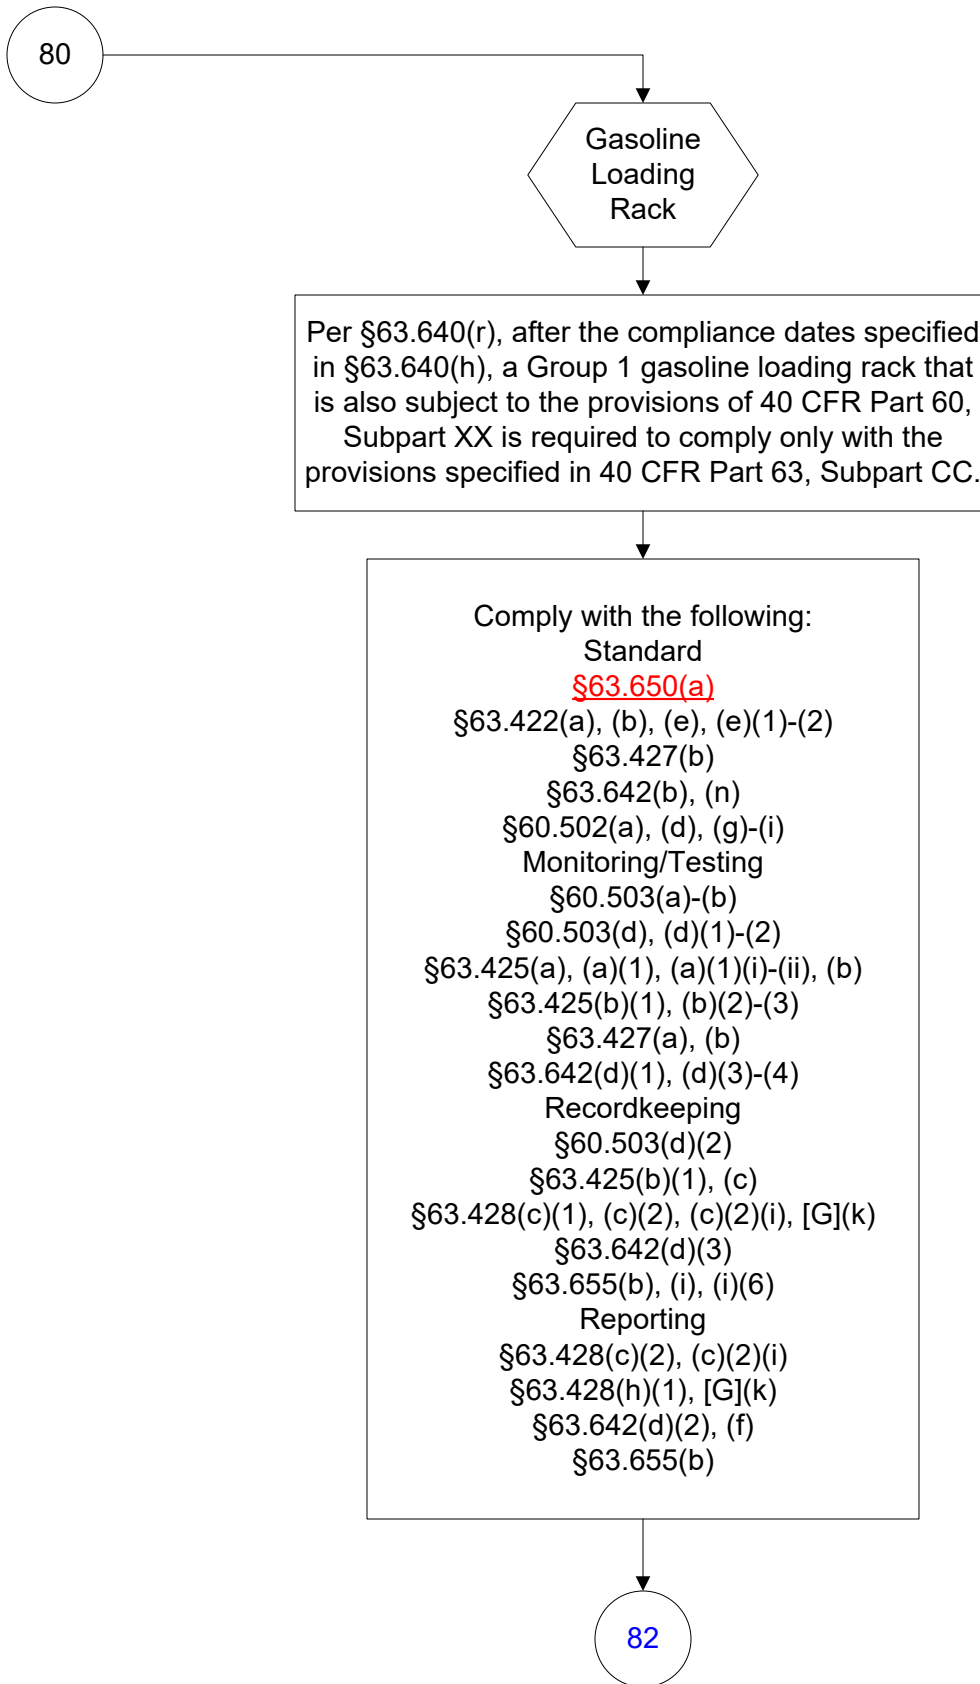 80
Gasoline
Loading
Rack
Per §63.640(r), after the compliance dates specified
in §63.640(h), a Group 1 gasoline loading rack that
is also subject to the provisions of 40 CFR Part 60,
Subpart XX is required to comply only with the
provisions specified in 40 CFR Part 63, Subpart CC.
Comply with the following:
Standard
§63.650(a)
§63.422(a), (b), (e), (e)(1)-(2)
§63.427(b)
§63.642(b), (n)
§60.502(a), (d), (g)-(i)
Monitoring/Testing
§60.503(a)-(b)
§60.503(d), (d)(1)-(2)
§63.425(a), (a)(1), (a)(1)(i)-(ii), (b)
§63.425(b)(1), (b)(2)-(3)
§63.427(a), (b)
§63.642(d)(1), (d)(3)-(4)
Recordkeeping
§60.503(d)(2)
§63.425(b)(1), (c)
§63.428(c)(1), (c)(2), (c)(2)(i), [G](k)
§63.642(d)(3)
§63.655(b), (i), (i)(6)
Reporting
§63.428(c)(2), (c)(2)(i)
§63.428(h)(1), [G](k)
§63.642(d)(2), (f)
§63.655(b)
82